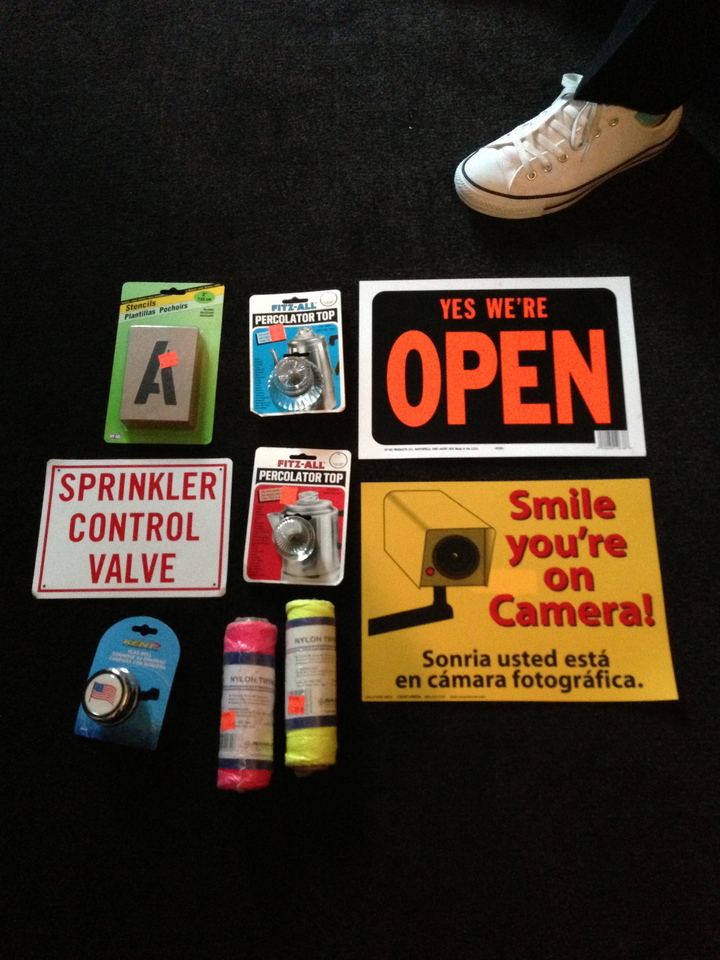 Stencils
Plantillas Pochoirs
2"
A
FITZ-ALL
PERCOLATOR TOP
YES WE'RE
OPEN
SPRINKLER
CONTROL
VALVE
FITZ-ALL
PERCOLATOR TOP
Smile
you're
on
Camera!
Sonria usted está
en cámara fotográfica.
KENT
NYLON TWINE
NYLON